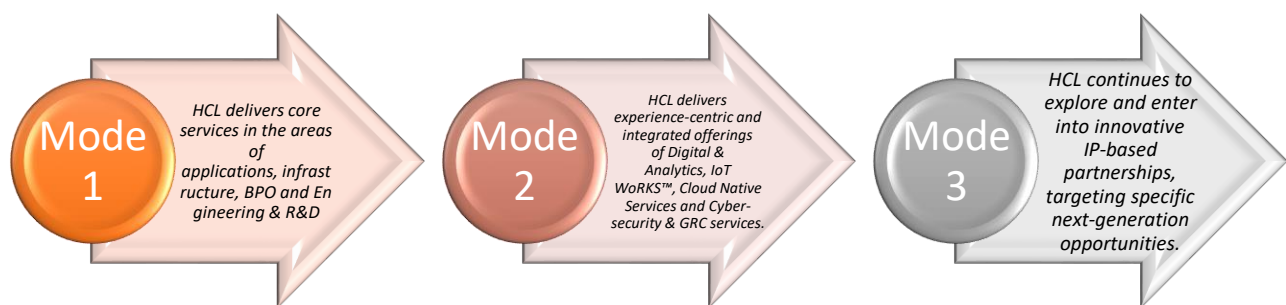 Mode
1
HCL delivers core
services in the areas
of
applications, infrast
ructure, BPO and En
gineering & R&D
Mode
2
HCL delivers
experience-centric and
integrated offerings
of Digital &
Analytics, IoT
WoRKS™, Cloud Native
Services and Cyber-
security & GRC services.
Mode
3
HCL continues to
explore and enter
into innovative
IP-based
partnerships,
targeting specific
next-generation
opportunities.